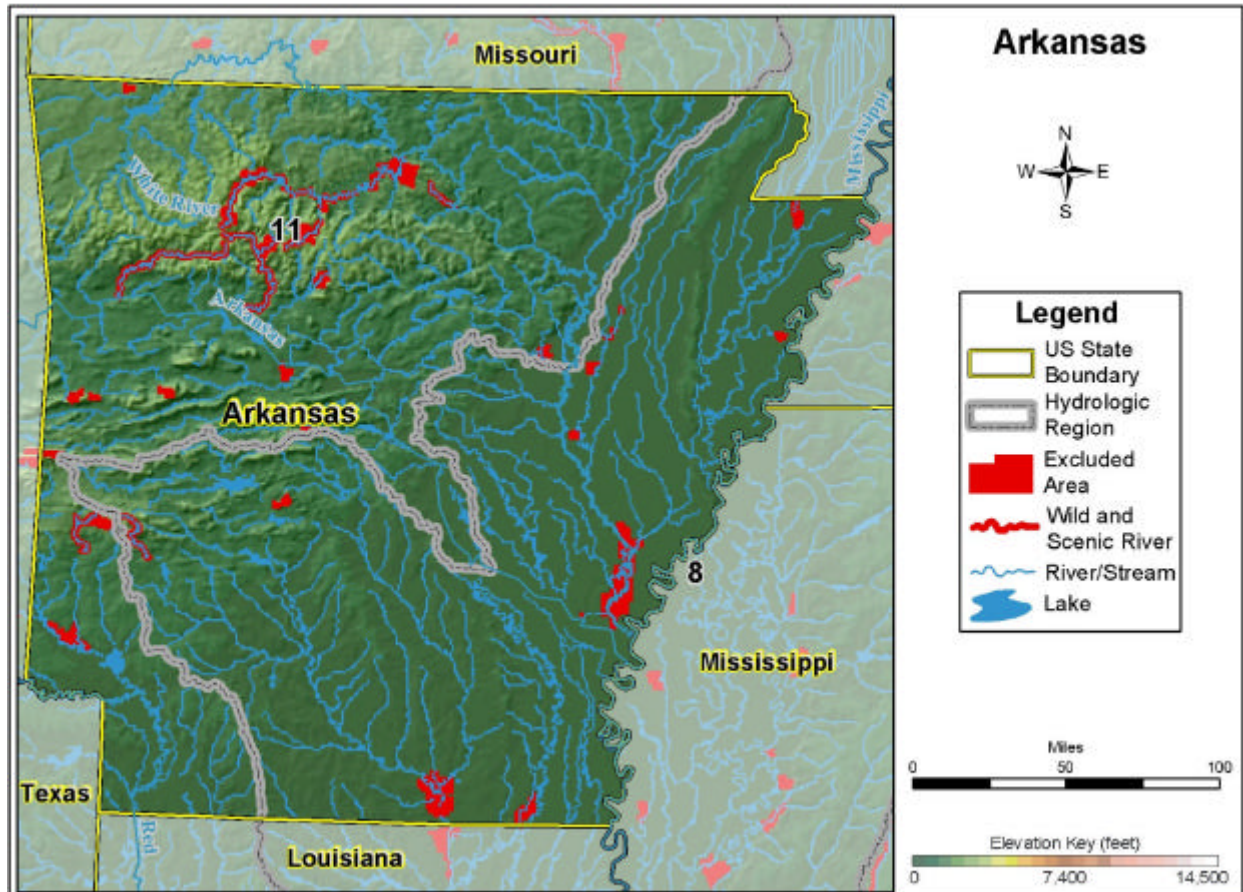 Arkansas
Missouri
Mississippi
N
W E
S
White River
11
Arkansas
Arkansas
8
Mississippi
Texas
Red
Louisiana
Legend
US State
Boundary
Hydrologic
Region
Excluded
Area
Wild and
Scenic River
River/Stream
Lake
Miles
0 50 100
Elevation Key (feet)
0 7,400 14,500